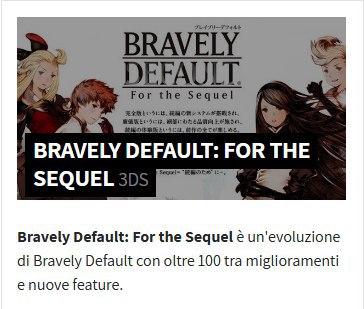 ブレイブリーデフォルト
BRAVELY
DEFAULT
For the Sequel
BRAVELY DEFAULT: FOR THE
SEQUEL 3DS
Bravely Default: For the Sequel è un'evoluzione
di Bravely Default con oltre 100 tra miglioramenti
e nuove feature.